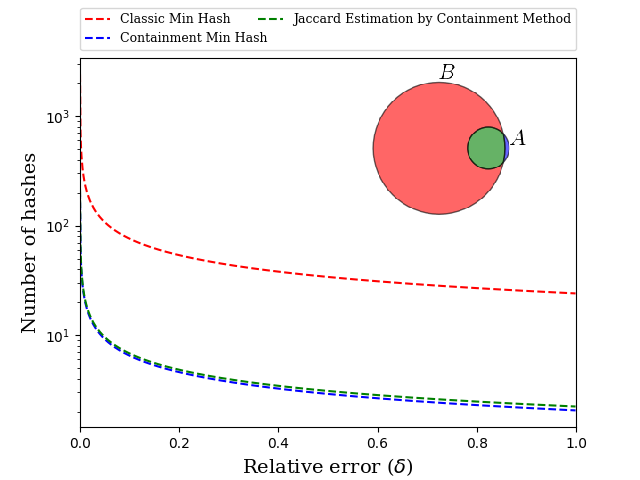 Classic Min Hash
Containment Min Hash
Jaccard Estimation by Containment Method
B
A
Number of hashes
10³
10²
10¹
0.0 0.2 0.4 0.6 0.8 1.0
Relative error (δ)